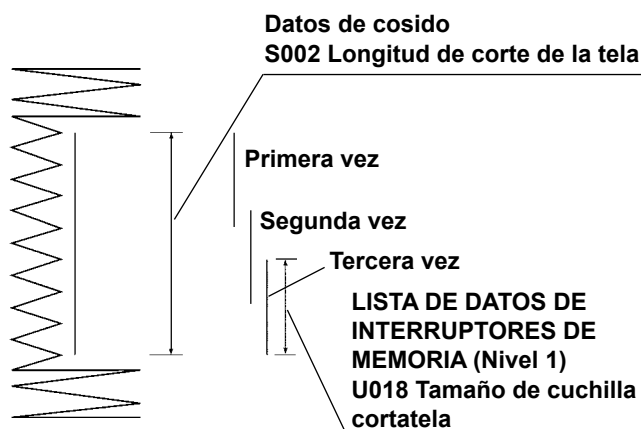 Datos de cosido
S002 Longitud de corte de la tela
Primera vez
Segunda vez
Tercera vez
LISTA DE DATOS DE
INTERRUPTORES DE
MEMORIA (Nivel 1)
U018 Tamaño de cuchilla
cortatela